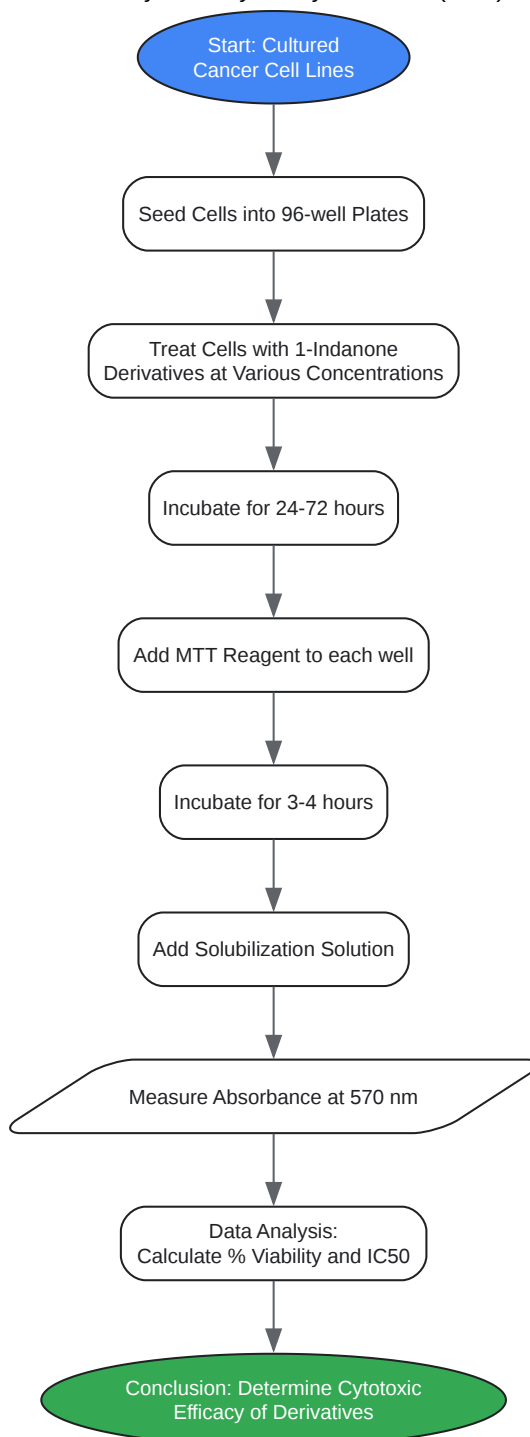 Start: Cultured
Cancer Cell Lines
Seed Cells into 96-well Plates
Treat Cells with 1-Indanone
Derivatives at Various Concentrations
Incubate for 24-72 hours
Add MTT Reagent to each well
Incubate for 3-4 hours
Add Solubilization Solution
Measure Absorbance at 570 nm
Data Analysis:
Calculate % Viability and IC50
Conclusion: Determine Cytotoxic
Efficacy of Derivatives